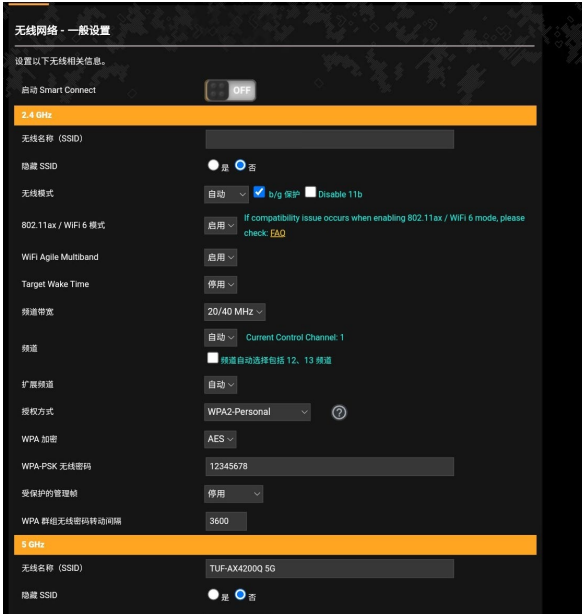 无线网络 - 一般设置
设置以下无线相关信息。
启动 Smart Connect OFF
2.4 GHz
无线名称（SSID）
隐藏 SSID 是 否
无线模式 自动 b/g 保护 Disable 11b
802.11ax / WiFi 6 模式 启用 If compatibility issue occurs when enabling 802.11ax / WiFi 6 mode, please
check: FAQ
WiFi Agile Multiband 启用
Target Wake Time 停用
频道带宽 20/40 MHz
频道 自动 Current Control Channel: 1
频道自动选择包括 12、13 频道
扩展频道 自动
授权方式 WPA2-Personal ?
WPA 加密 AES
WPA-PSK 无线密码 12345678
受保护的管理帧 停用
WPA 群组无线密码转动间隔 3600
5 GHz
无线名称（SSID） TUF-AX4200Q 5G
隐藏 SSID 是 否